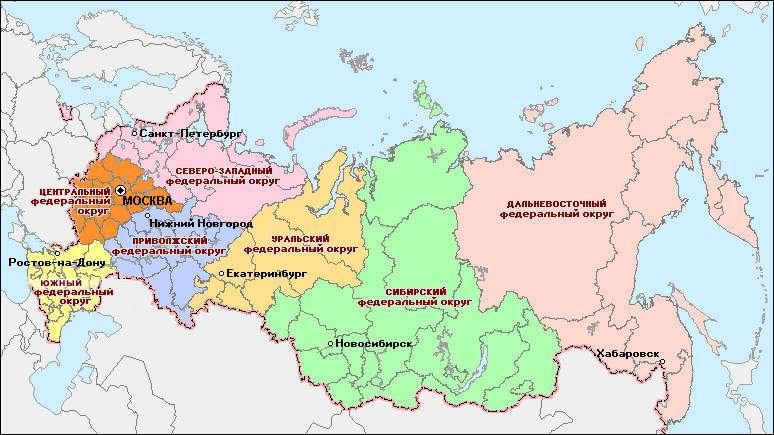 Санкт-Петербург
СЕВЕРО-ЗАПАДНЫЙ
федеральный округ
ЦЕНТРАЛЬНЫЙ
федеральный
округ
МОСКВА
Нижний Новгород
ПРИВОЛЖСКИЙ
федеральный округ
УРАЛЬСКИЙ
федеральный округ
ДАЛЬНЕВОСТОЧНЫЙ
федеральный округ
Ростов-на-Дону
ЮЖНЫЙ
федеральный
округ
Екатеринбург
СИБИРСКИЙ
федеральный округ
Новосибирск
Хабаровск